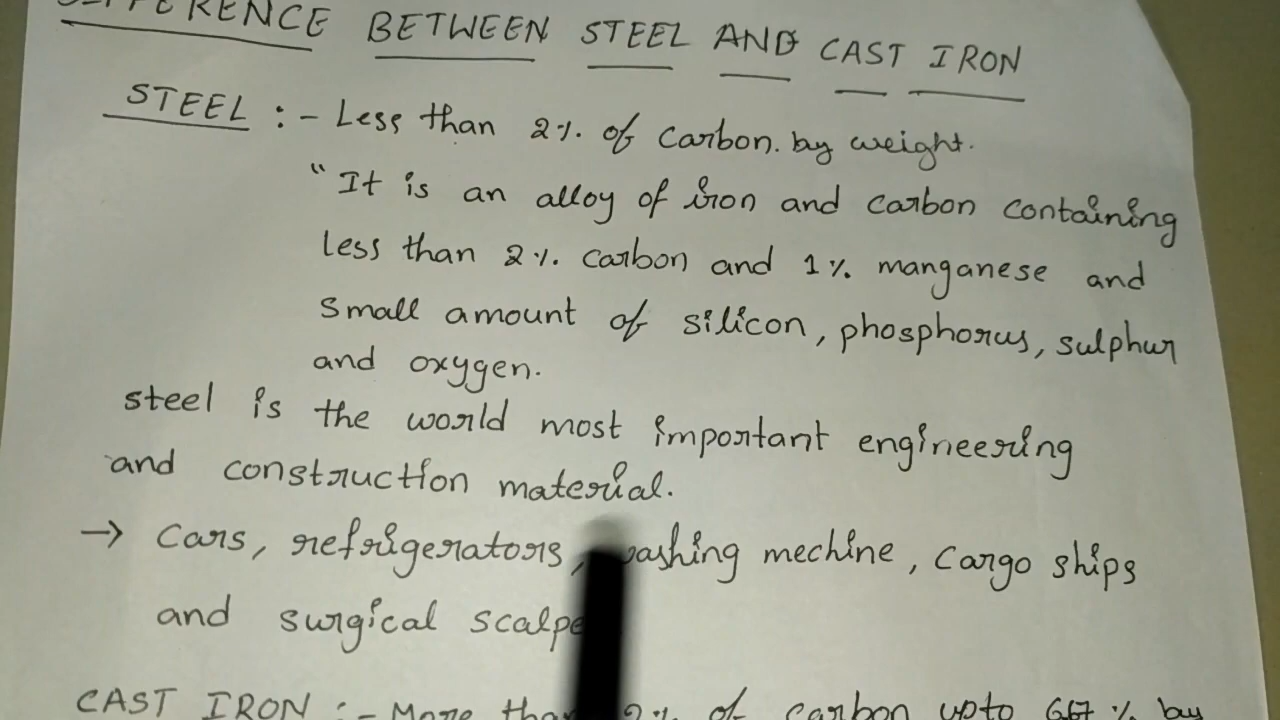 DIFFERENCE BETWEEN STEEL AND CAST IRON
STEEL :- Less than 2%. of Carbon. by weight.
"It is an alloy of iron and carbon containing
less than 2%. carbon and 1% manganese and
small amount of silicon, phosphorus, sulphur
and oxygen.
steel is the world most important engineering
and construction material.
→ Cars, refrigerators, washing mechine, cargo ships
and surgical
CAST IRON :- More than 2% of carbon upto 6.67 % by